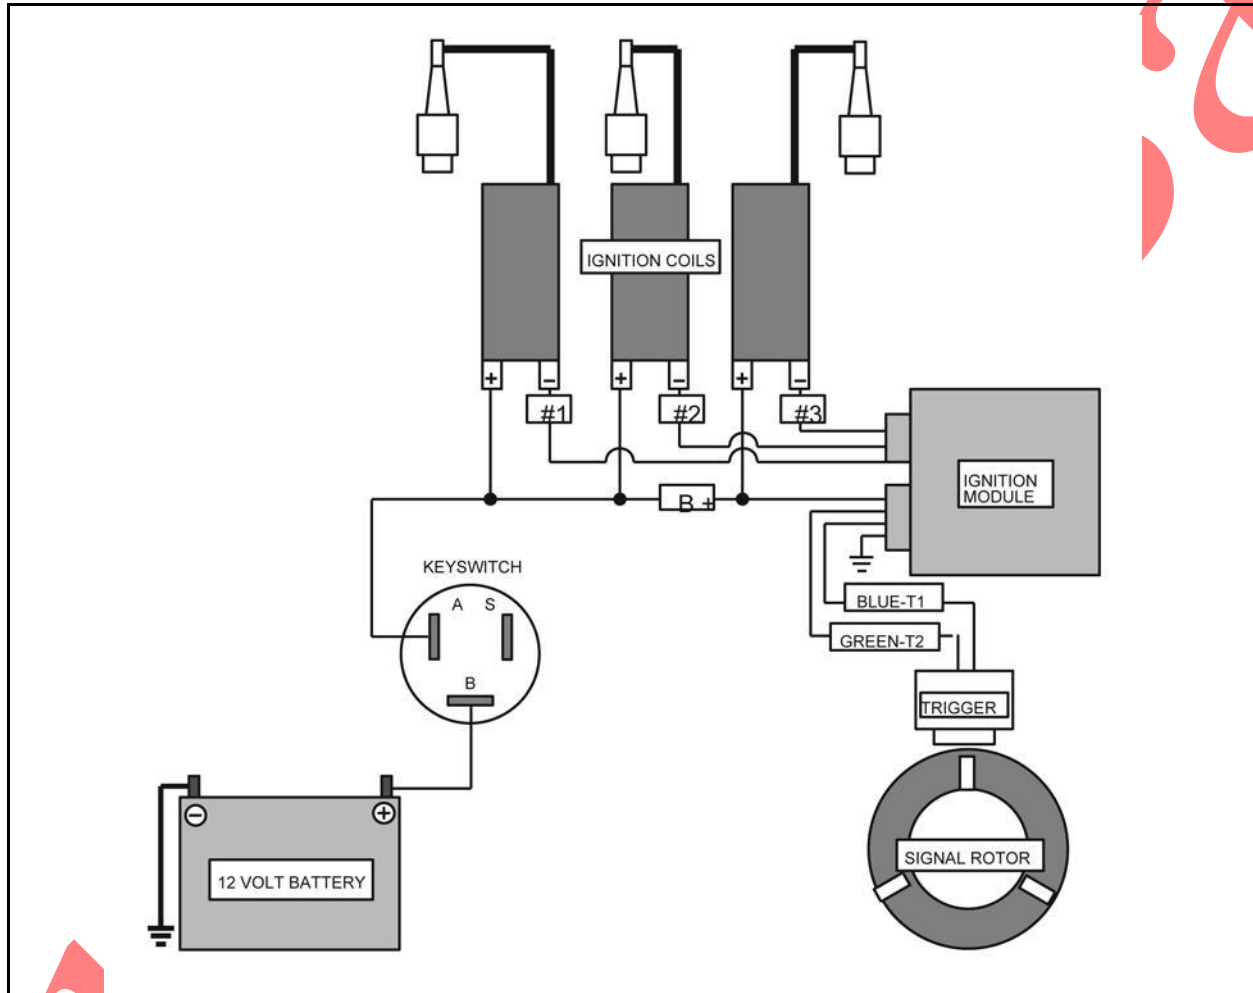 IGNITION COILS
+ – + – + –
#1 #2 #3
IGNITION
MODULE
B +
KEYSWITCH
A S
B
BLUE-T1
GREEN-T2
TRIGGER
– +
12 VOLT BATTERY
SIGNAL ROTOR